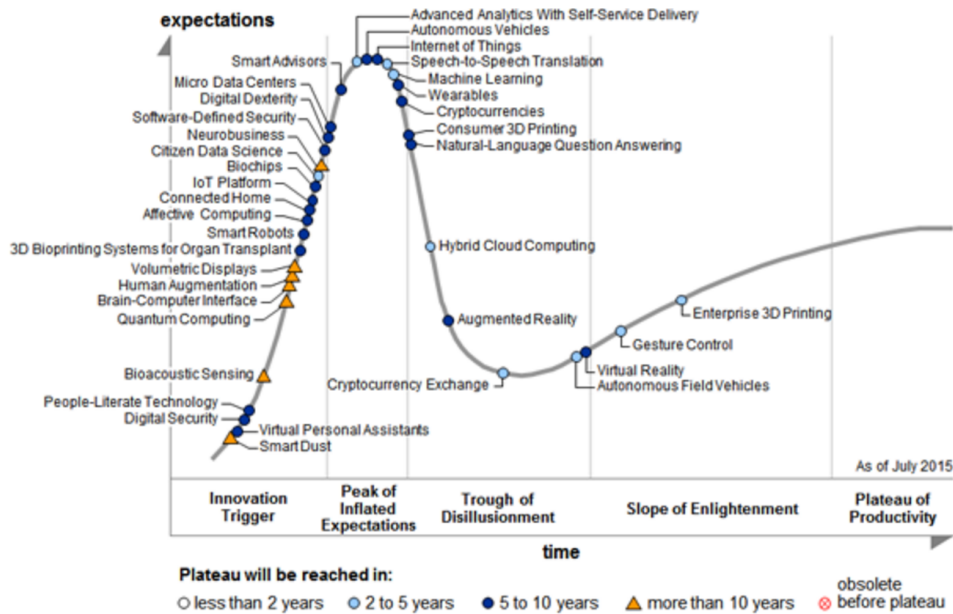 expectations
Advanced Analytics With Self-Service Delivery
Autonomous Vehicles
Internet of Things
Speech-to-Speech Translation
Machine Learning
Wearables
Cryptocurrencies
Consumer 3D Printing
Natural-Language Question Answering
Smart Advisors
Micro Data Centers
Digital Dexterity
Software-Defined Security
Neurobusiness
Citizen Data Science
Biochips
IoT Platform
Connected Home
Affective Computing
Smart Robots
3D Bioprinting Systems for Organ Transplant
Volumetric Displays
Human Augmentation
Brain-Computer Interface
Quantum Computing
Bioacoustic Sensing
People-Literate Technology
Digital Security
Virtual Personal Assistants
Smart Dust
Hybrid Cloud Computing
Augmented Reality
Cryptocurrency Exchange
Enterprise 3D Printing
Gesture Control
Virtual Reality
Autonomous Field Vehicles
As of July 2015
Innovation
Trigger
Peak of
Inflated
Expectations
Trough of
Disillusionment
Slope of Enlightenment
Plateau of
Productivity
time
Plateau will be reached in:
less than 2 years
2 to 5 years
5 to 10 years
more than 10 years
obsolete
before plateau